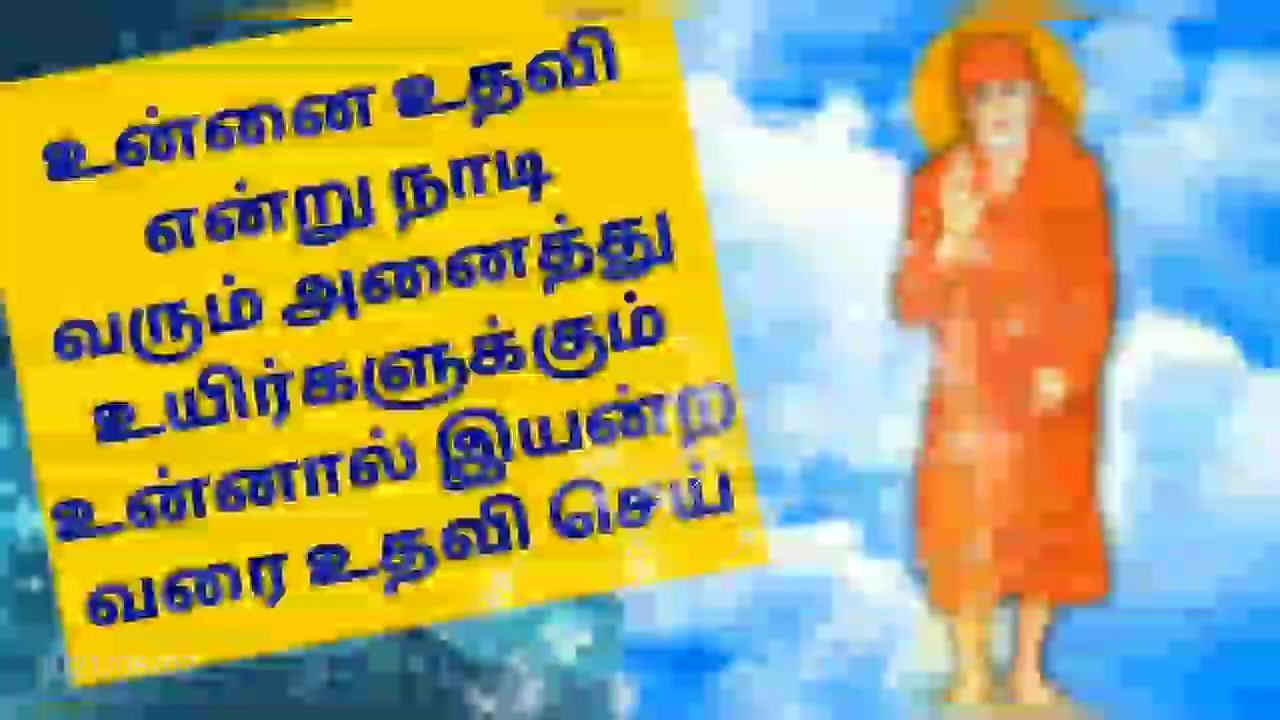 உன்னை உதவி
என்று நாடி
வரும் அனைத்து
உயிர்களுக்கும்
உன்னால் இயன்ற
வரை உதவி செய்